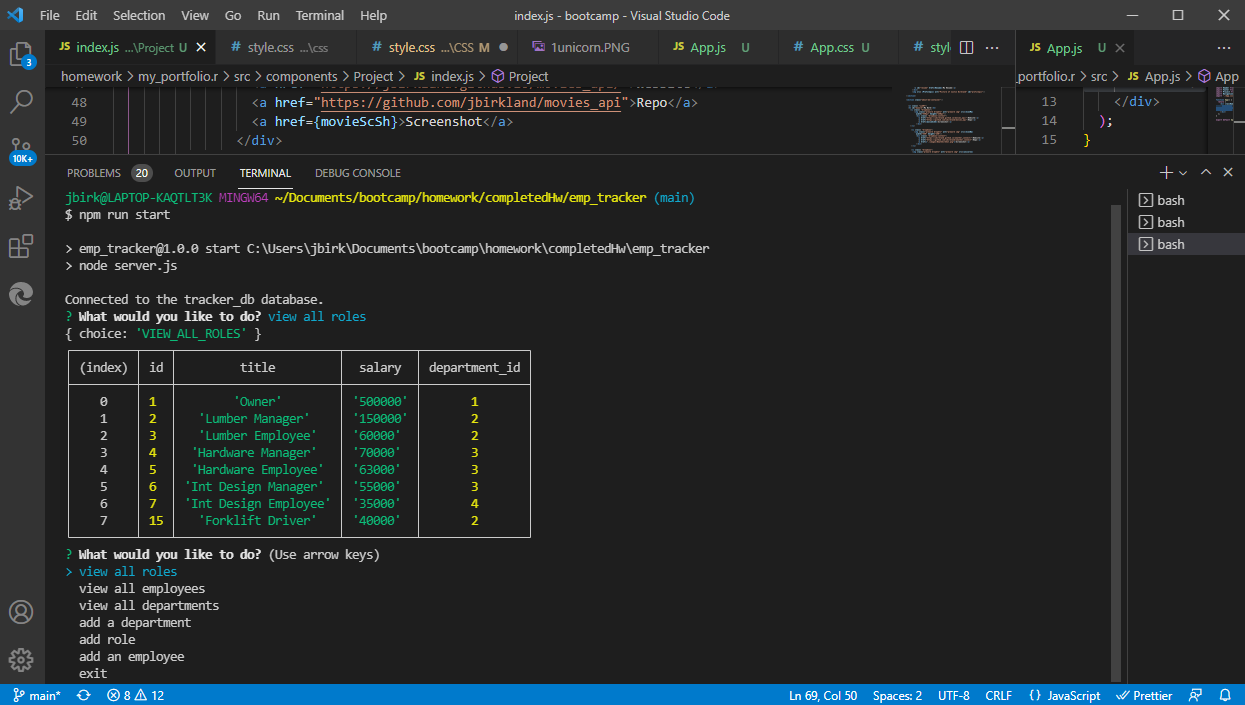 File Edit Selection View Go Run Terminal Help index.js - bootcamp - Visual Studio Code
JS index.js ...\Project U # style.css ...\css # style.css ...\CSS M 1unicorn.PNG JS App.js U # App.css U # styl JS App.js U
homework > my_portfolio.r > src > components > Project > JS index.js > Project
_portfolio.r > src > JS App.js > App
48 <a href="https://github.com/jbirkland/movies_api">Repo</a>
49 <a href={movieScSh}>Screenshot</a>
50 </div>
13 </div>
14 );
15 }
3
10K+
PROBLEMS 20 OUTPUT TERMINAL DEBUG CONSOLE
jbirk@LAPTOP-KAQTLT3K MINGW64 ~/Documents/bootcamp/homework/completedHw/emp_tracker (main)
$ npm run start
> emp_tracker@1.0.0 start C:\Users\jbirk\Documents\bootcamp\homework\completedHw\emp_tracker
> node server.js
Connected to the tracker_db database.
? What would you like to do? view all roles
{ choice: 'VIEW_ALL_ROLES' }
(index) id title salary department_id
0 1 'Owner' '500000' 1
1 2 'Lumber Manager' '150000' 2
2 3 'Lumber Employee' '60000' 2
3 4 'Hardware Manager' '70000' 3
4 5 'Hardware Employee' '63000' 3
5 6 'Int Design Manager' '55000' 3
6 7 'Int Design Employee' '35000' 4
7 15 'Forklift Driver' '40000' 2
? What would you like to do? (Use arrow keys)
> view all roles
view all employees
view all departments
add a department
add role
add an employee
exit
bash
bash
bash
main* 8 12 Ln 69, Col 50 Spaces: 2 UTF-8 CRLF {} JavaScript Prettier